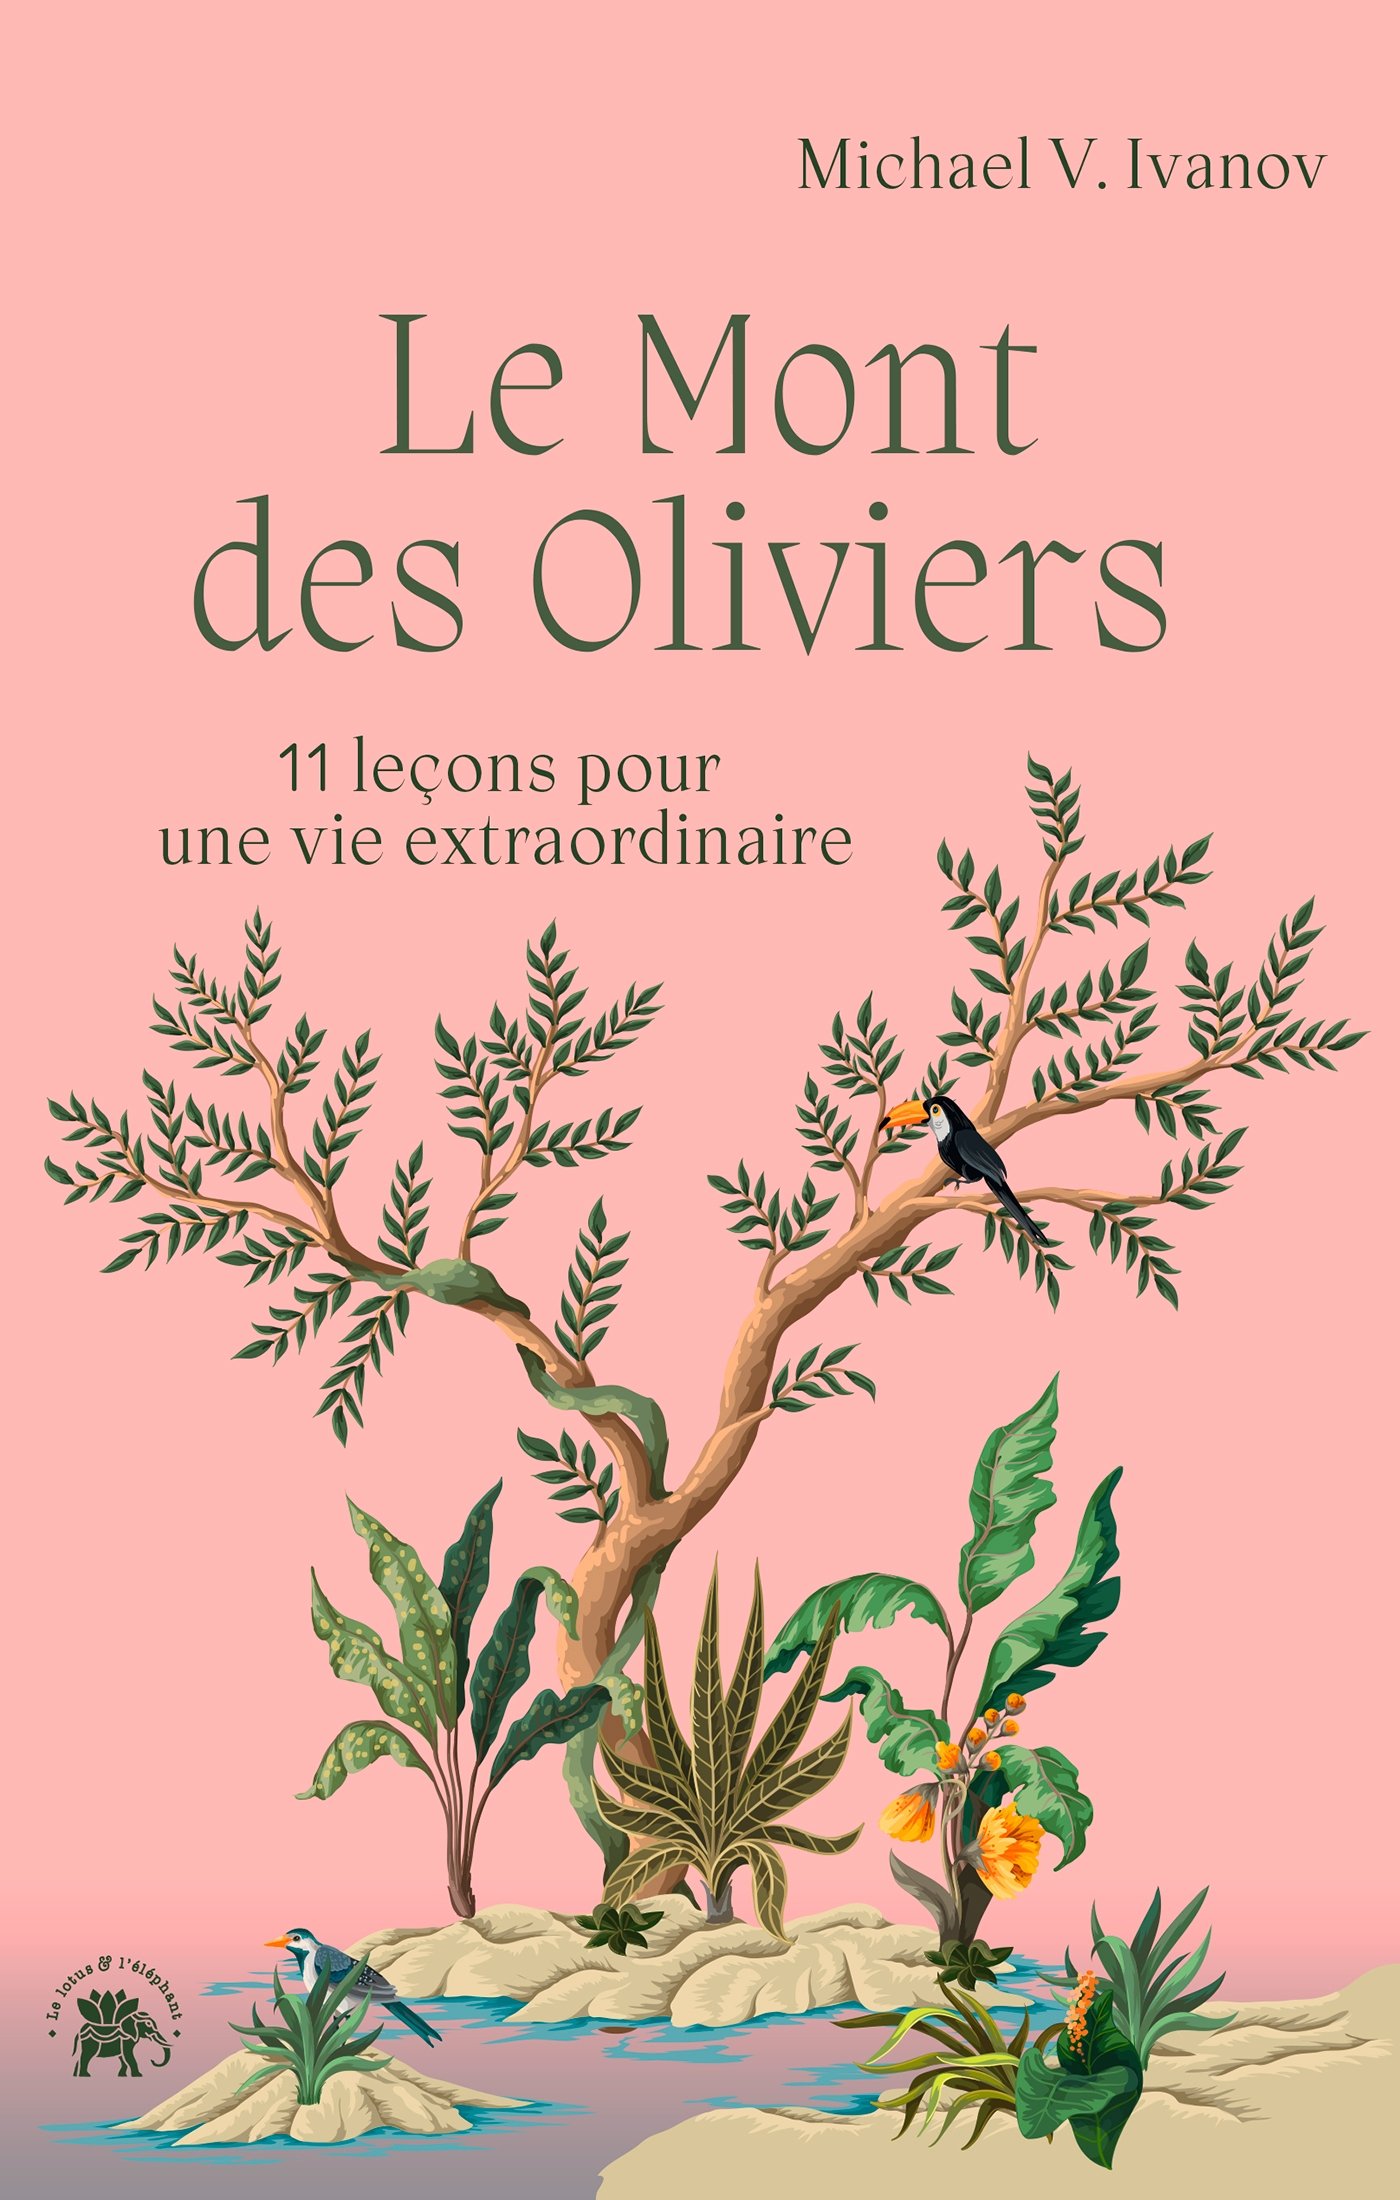 Michael V. Ivanov
Le Mont
des Oliviers
11 leçons pour
une vie extraordinaire
Le lotus & l'éléphant